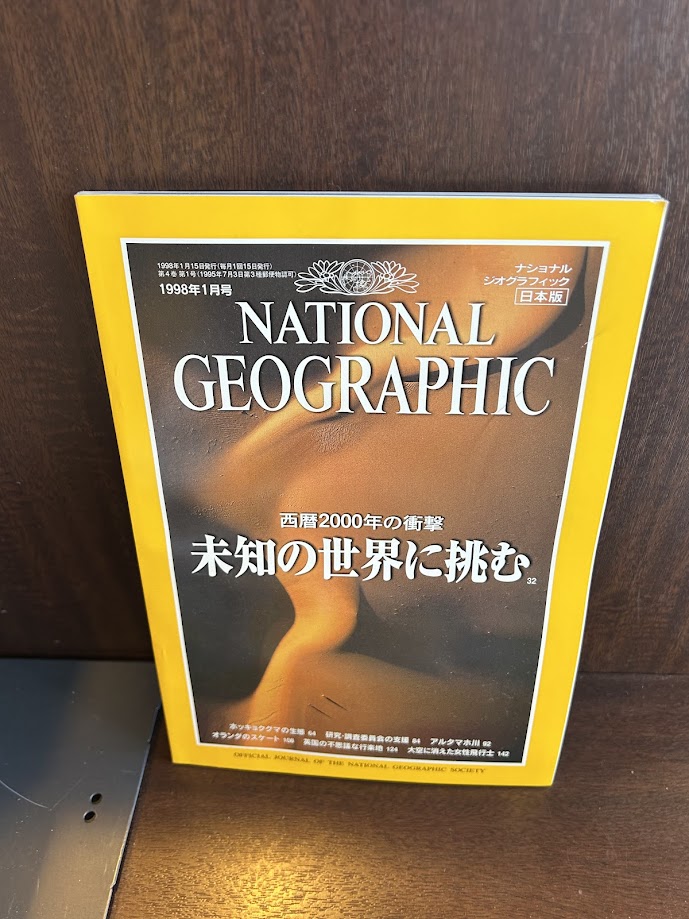 1998年1月15日発行(毎月1回15日発行)
第4巻 第1号(1995年7月3日第3種郵便物認可)
1998年1月号
ナショナル
ジオグラフィック
日本版
NATIONAL
GEOGRAPHIC
西暦2000年の衝撃
未知の世界に挑む 32
ホッキョクグマの生態 64 研究・調査委員会の支援 84 アルタマホ川 92
オランダのスケート 108 英国の不思議な行楽地 124 大空に消えた女性飛行士 142
OFFICIAL JOURNAL OF THE NATIONAL GEOGRAPHIC SOCIETY